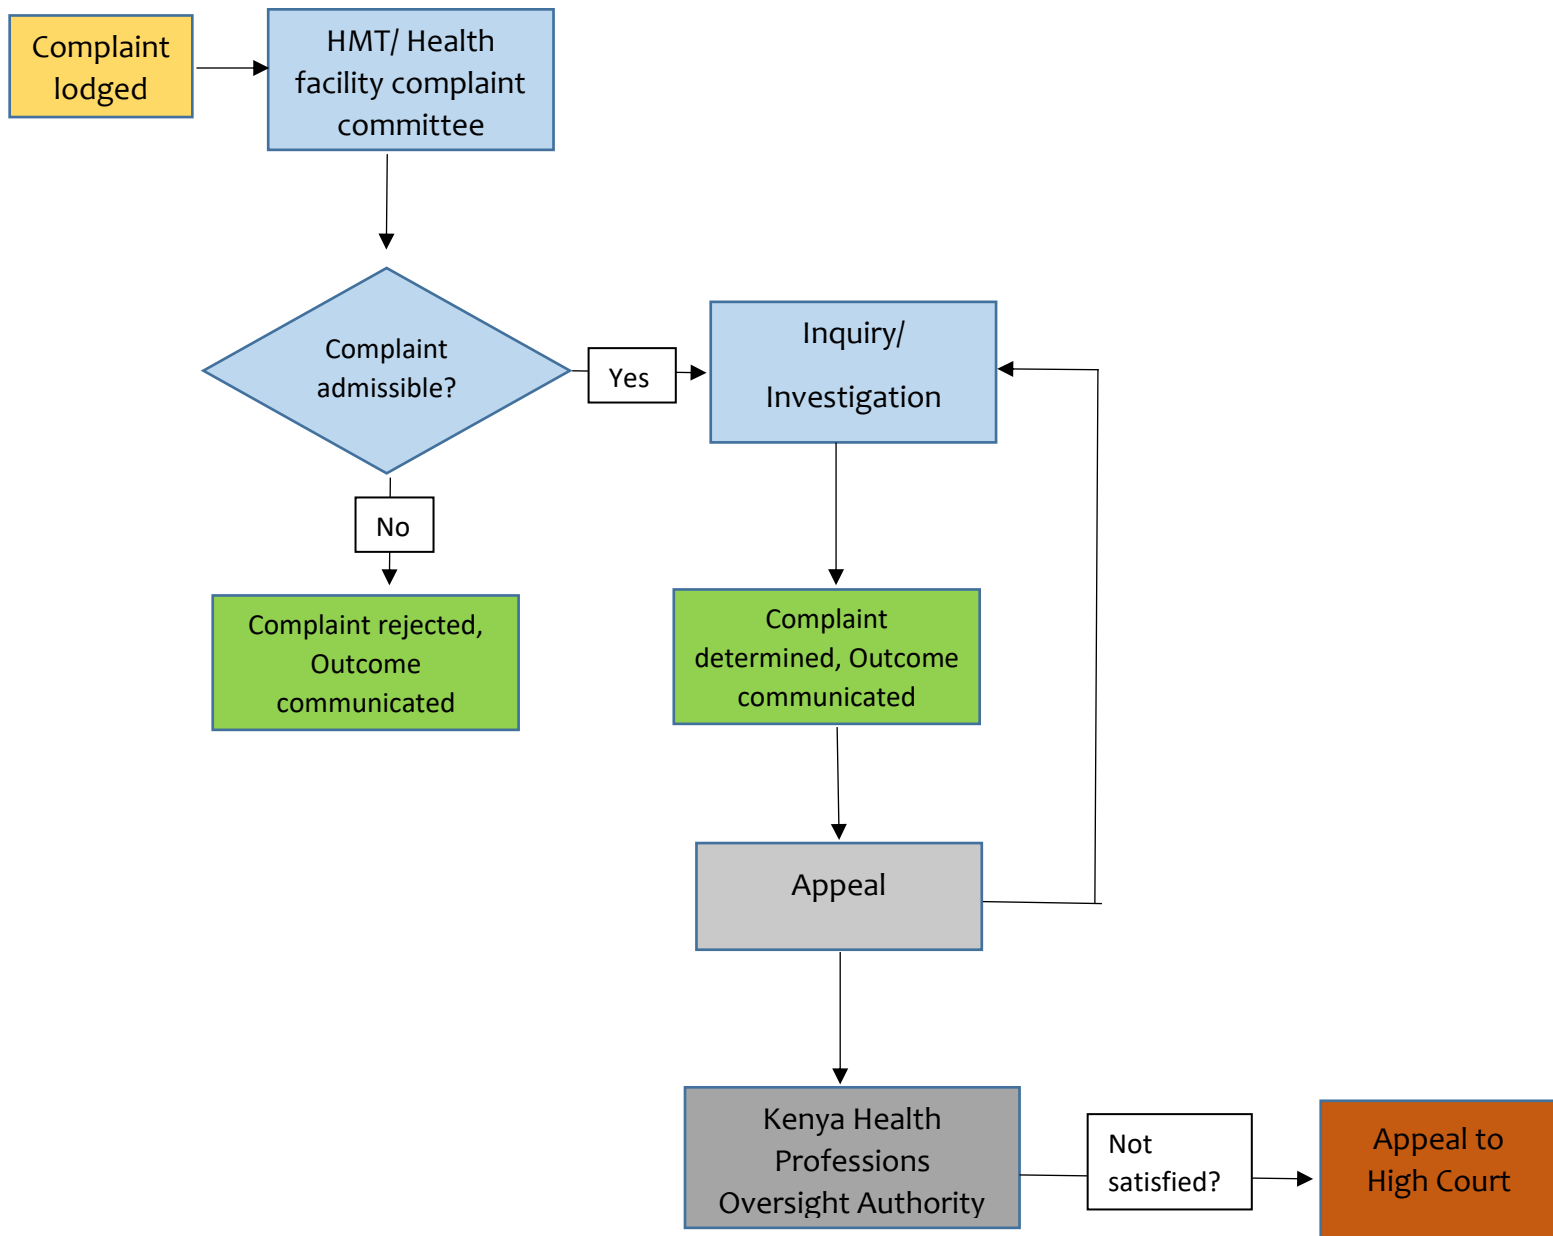 Complaint
lodged
HMT/ Health
facility complaint
committee
Complaint
admissible?
Yes
Inquiry/
Investigation
No
Complaint rejected,
Outcome
communicated
Complaint
determined, Outcome
communicated
Appeal
Kenya Health
Professions
Oversight Authority
Not
satisfied?
Appeal to
High Court